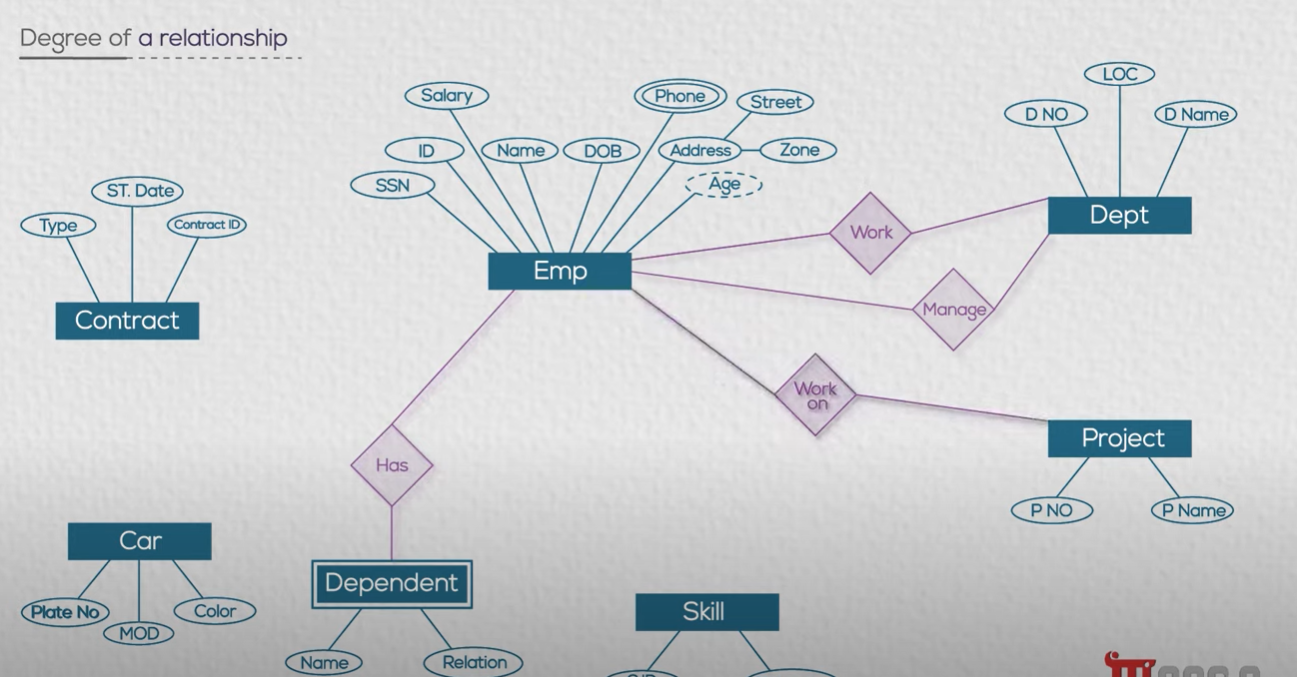 Degree of a relationship
LOC
Salary
Phone
Street
D NO
D Name
ID
Name
DOB
Address
Zone
SSN
Age
ST. Date
Type
Contract ID
Work
Dept
Emp
Manage
Contract
Work
on
Project
Has
P NO
P Name
Car
Dependent
Plate No
MOD
Color
Skill
Name
Relation